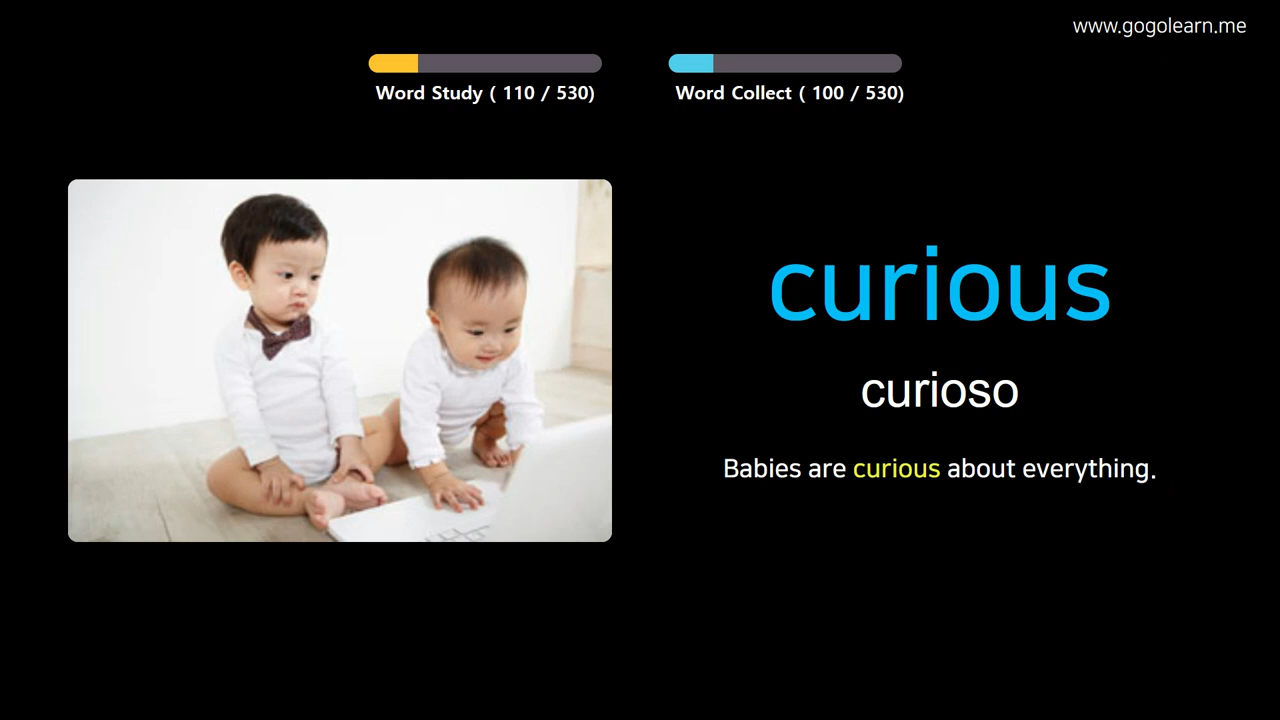 www.gogolearn.me
Word Study ( 110 / 530)
Word Collect ( 100 / 530)
curious
curioso
Babies are curious about everything.